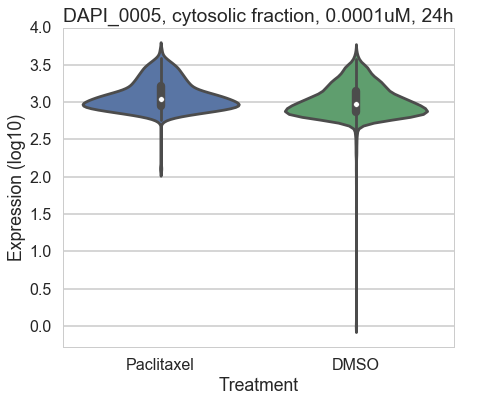 DAPI_0005, cytosolic fraction, 0.0001uM, 24h
Expression (log10)
4.0
3.5
3.0
2.5
2.0
1.5
1.0
0.5
0.0
Paclitaxel DMSO
Treatment